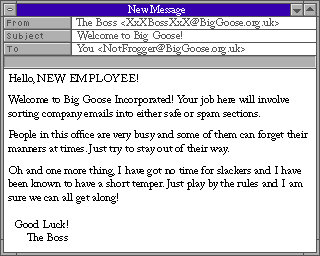 New Message
From The Boss <XxXBossXxX@BigGoose.org.uk>
Subject Welcome to Big Goose!
To You <NotFrogger@BigGoose.org.uk>
Hello, NEW EMPLOYEE!
Welcome to Big Goose Incorporated! Your job here will involve
sorting company emails into either safe or spam sections.
People in this office are very busy and some of them can forget their
manners at times. Just try to stay out of their way.
Oh and one more thing, I have got no time for slackers and I have
been known to have a short temper. Just play by the rules and I am
sure we can all get along!
Good Luck!
The Boss